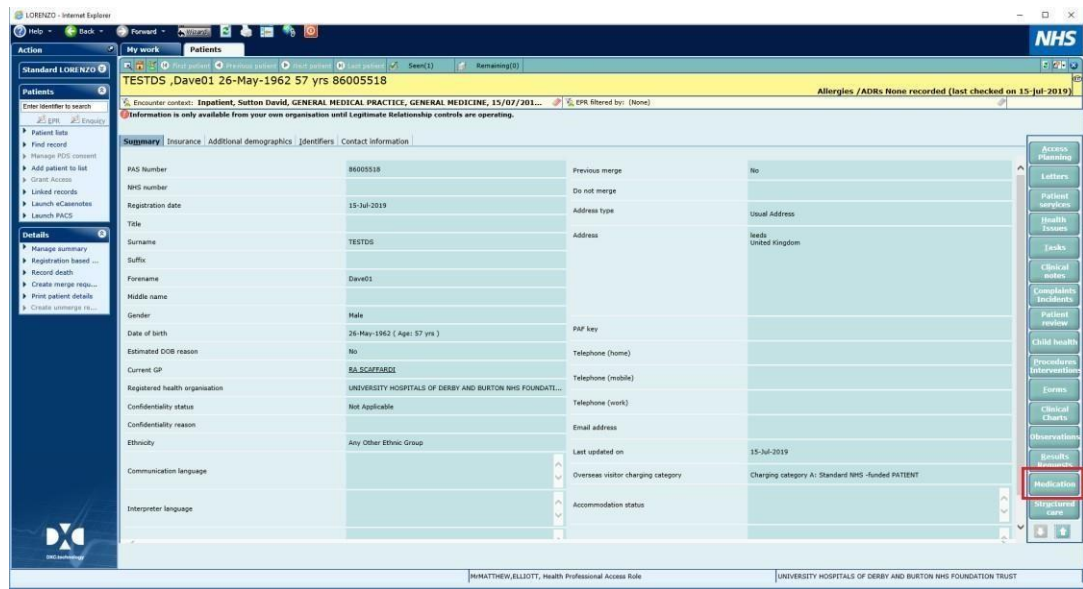 LORENZO - Internet Explorer
Help Back Forward Wizards
NHS
Action My work Patients
Standard LORENZO
First patient Previous patient Next patient Last patient Seen(1) Remaining(0)
TESTDS ,Dave01 26-May-1962 57 yrs 86005518
Allergies /ADRs None recorded (last checked on 15-Jul-2019)
Encounter context: Inpatient, Sutton David, GENERAL MEDICAL PRACTICE, GENERAL MEDICINE, 15/07/201... EPR filtered by: (None)
Information is only available from your own organisation until Legitimate Relationship controls are operating.
Patients
Enter Identifier to search
EPR Enquiry
Patient lists
Find record
Manage PDS consent
Add patient to list
Grant Access
Linked records
Launch eCasenotes
Launch PACS
Details
Manage summary
Registration based ...
Record death
Create merge requ...
Print patient details
Create unmerge re...
DXC.technology
Summary Insurance Additional demographics Identifiers Contact information
PAS Number 86005518
NHS number
Registration date 15-Jul-2019
Title
Surname TESTDS
Suffix
Forename Dave01
Middle name
Gender Male
Date of birth 26-May-1962 ( Age: 57 yrs )
Estimated DOB reason No
Current GP RA SCAFFARDI
Registered health organisation UNIVERSITY HOSPITALS OF DERBY AND BURTON NHS FOUNDATI...
Confidentiality status Not Applicable
Confidentiality reason
Ethnicity Any Other Ethnic Group
Communication language
Interpreter language
Previous merge No
Do not merge
Address type Usual Address
Address leeds
United Kingdom
PAF key
Telephone (home)
Telephone (mobile)
Telephone (work)
Email address
Last updated on 15-Jul-2019
Overseas visitor charging category Charging category A: Standard NHS -funded PATIENT
Accommodation status
Access
Planning
Letters
Patient
services
Health
Issues
Tasks
Clinical
notes
Complaints
Incidents
Patient
review
Child health
Procedures
Interventions
Forms
Clinical
Charts
Observations
Results
Requests
Medication
Structured
care
MrMATTHEW,ELLIOTT, Health Professional Access Role
UNIVERSITY HOSPITALS OF DERBY AND BURTON NHS FOUNDATION TRUST